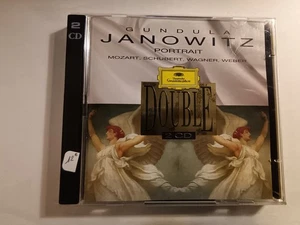 2 CD
GUNDULA
JANOWITZ
PORTRAIT
MOZART, SCHUBERT, WAGNER, WEBER
DOUBLE
2 CD